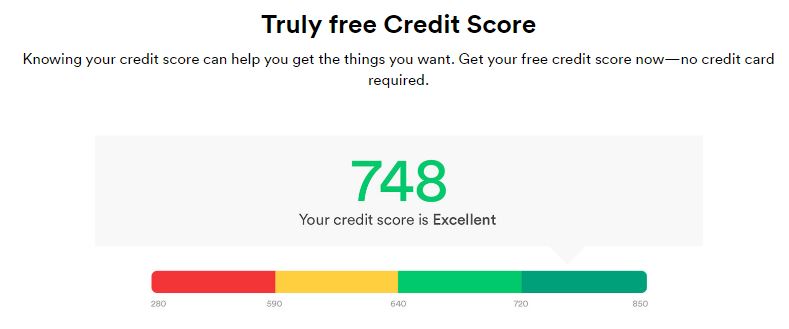 Truly free Credit Score
Knowing your credit score can help you get the things you want. Get your free credit score now—no credit card
required.
748
Your credit score is Excellent
280 590 640 720 850